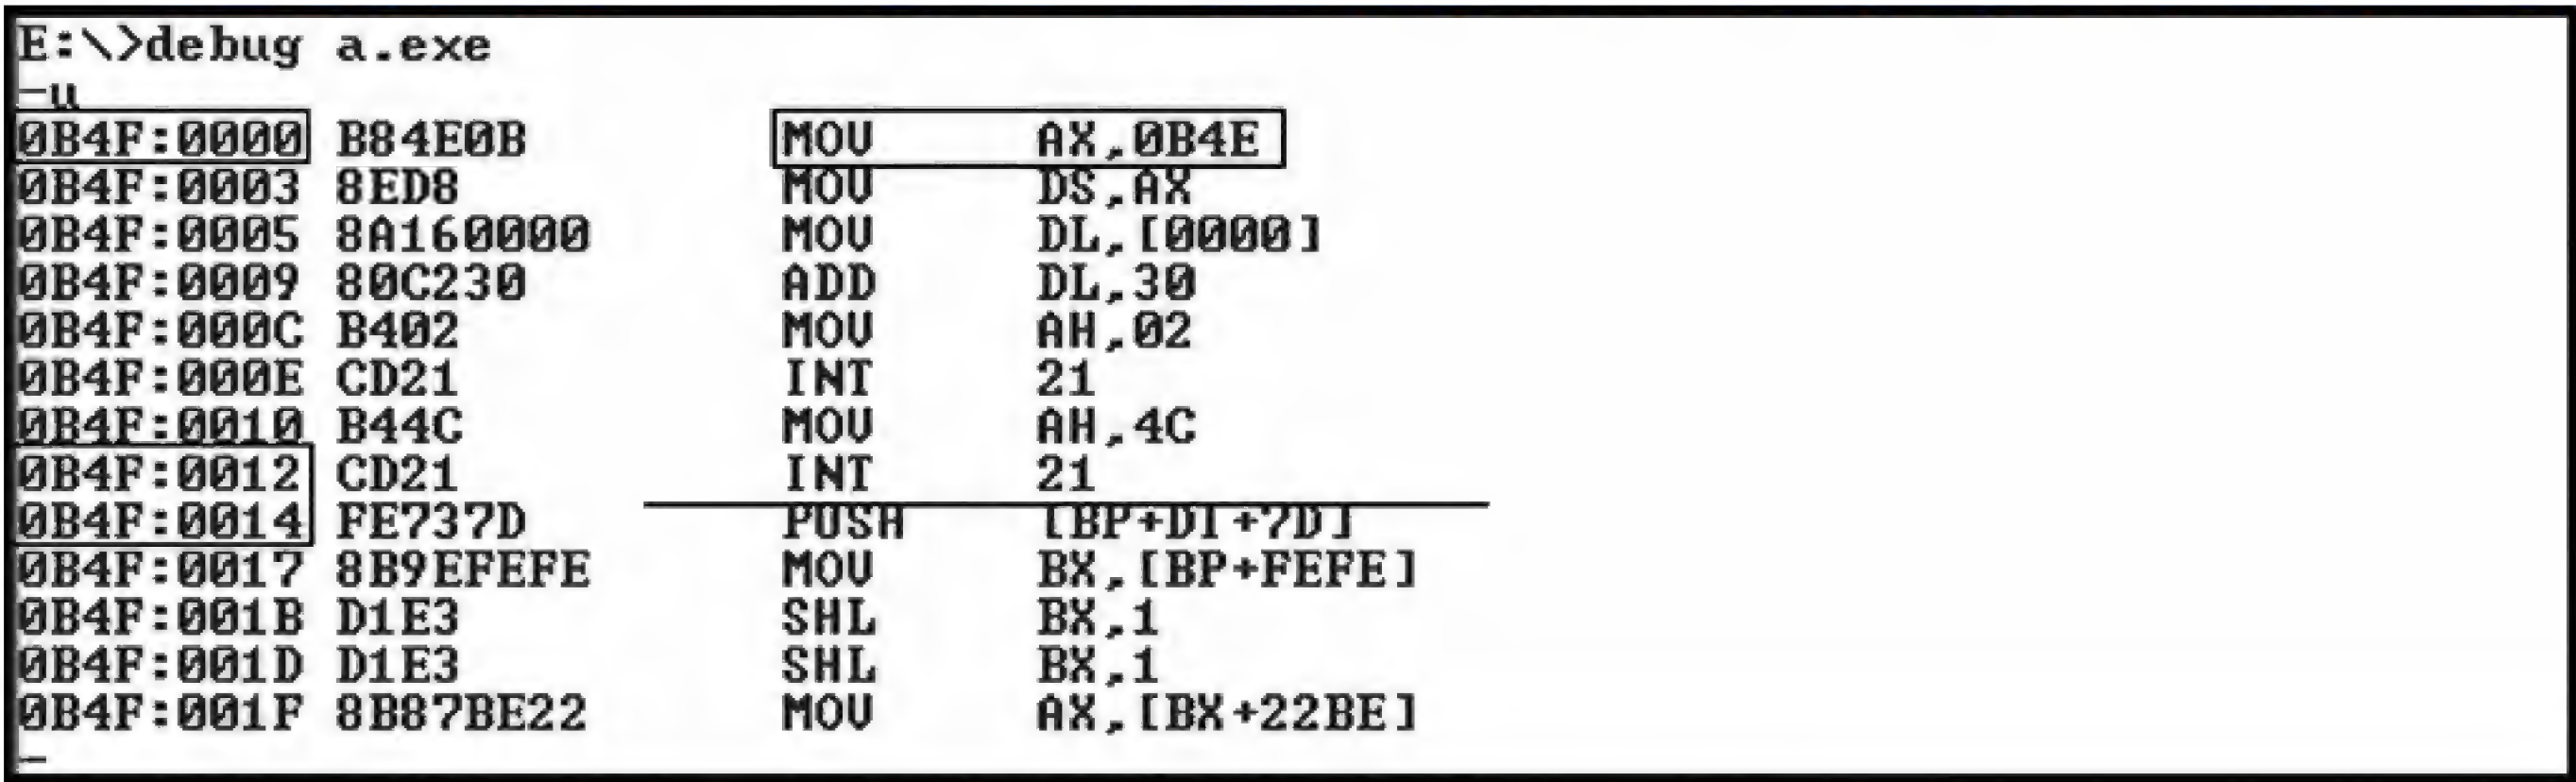 E:\>debug a.exe
-u
0B4F:0000 B84E0B MOV AX,0B4E
0B4F:0003 8ED8 MOV DS,AX
0B4F:0005 8A160000 MOV DL,[0000]
0B4F:0009 80C230 ADD DL,30
0B4F:000C B402 MOV AH,02
0B4F:000E CD21 INT 21
0B4F:0010 B44C MOV AH,4C
0B4F:0012 CD21 INT 21
0B4F:0014 FE737D PUSH [BP+DI+7D]
0B4F:0017 8B9EFEFE MOV BX,[BP+FEFE]
0B4F:001B D1E3 SHL BX,1
0B4F:001D D1E3 SHL BX,1
0B4F:001F 8B87BE22 MOV AX,[BX+22BE]
-